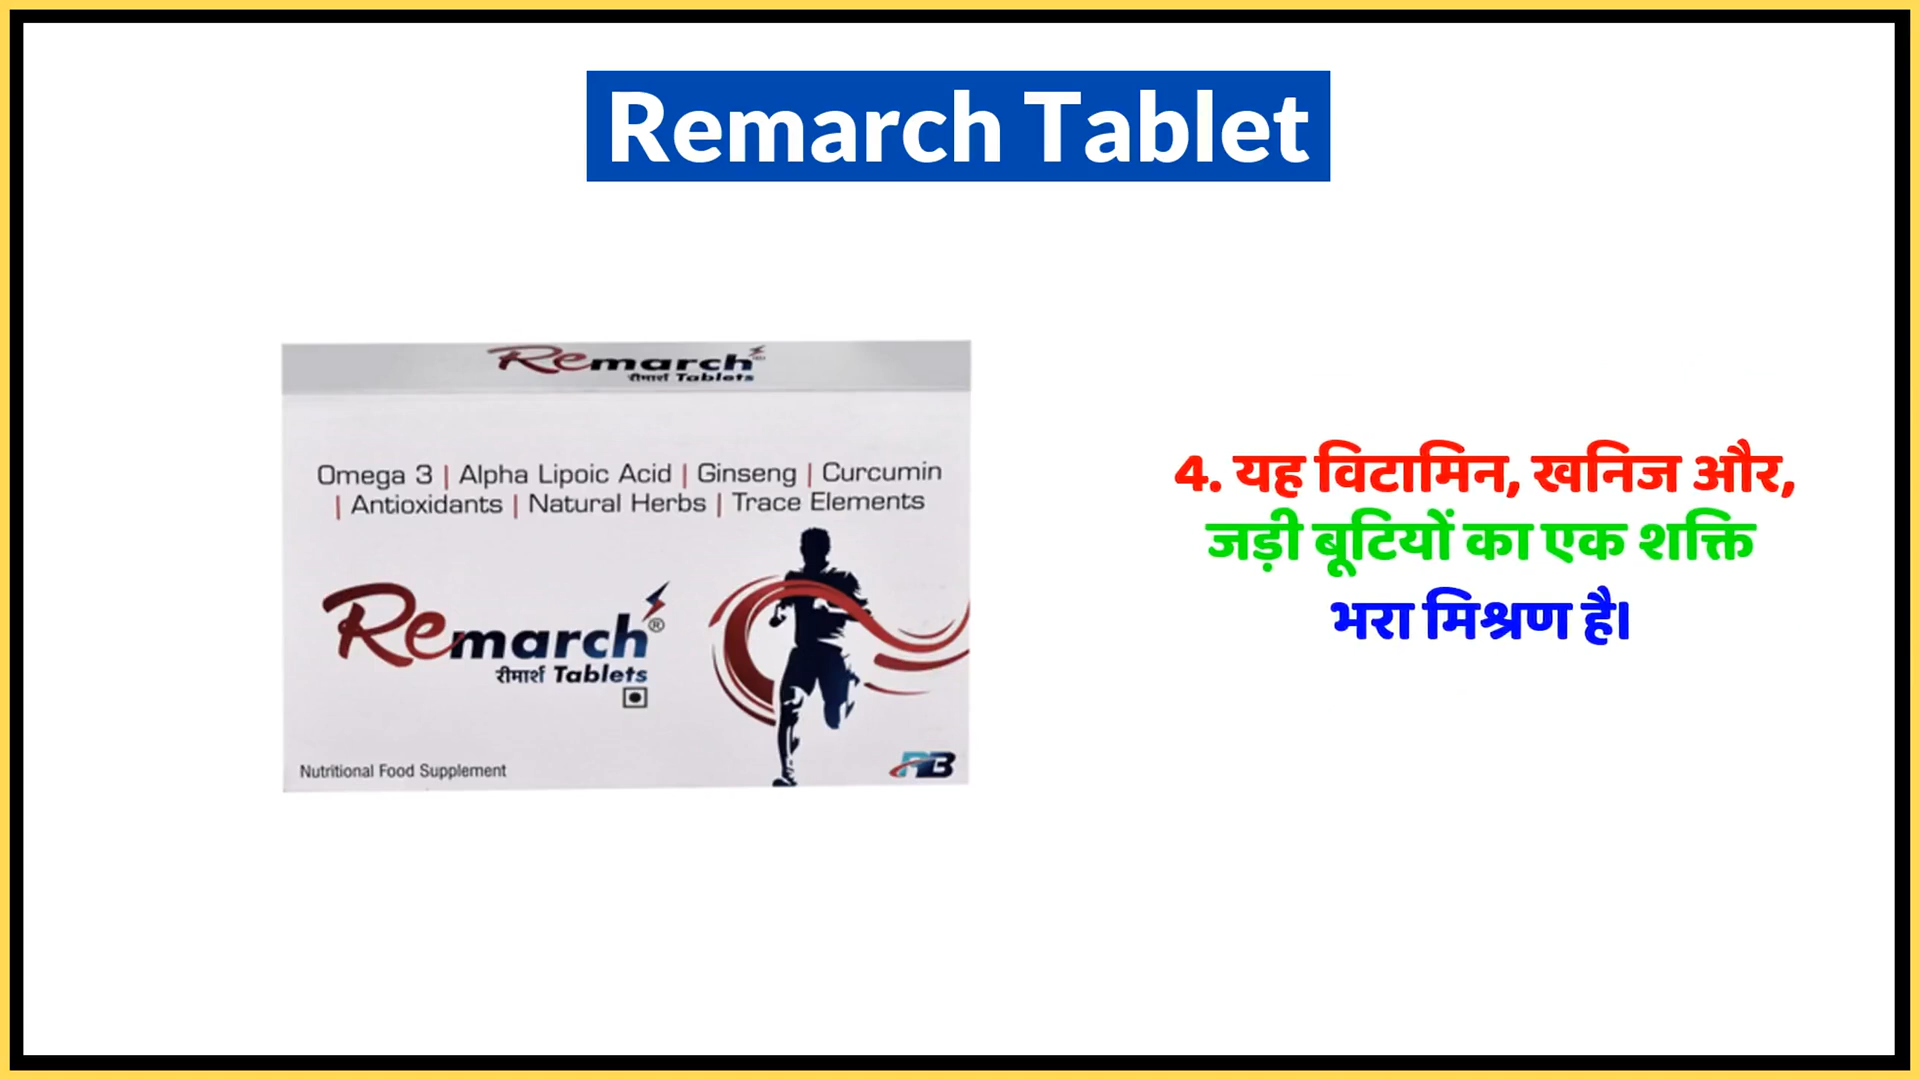 Remarch Tablet
Remarch
रीमार्श Tablets
Omega 3 | Alpha Lipoic Acid | Ginseng | Curcumin
| Antioxidants | Natural Herbs | Trace Elements
Remarch®
रीमार्श Tablets
Nutritional Food Supplement
4. यह विटामिन, खनिज और,
जड़ी बूटियों का एक शक्ति
भरा मिश्रण है।